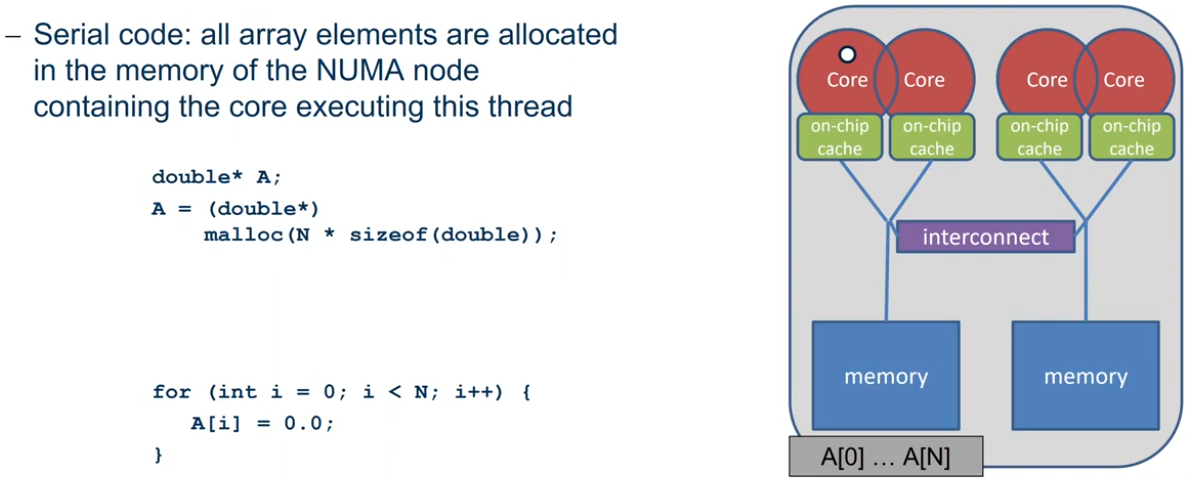 – Serial code: all array elements are allocated
in the memory of the NUMA node
containing the core executing this thread
double* A;
A = (double*)
malloc(N * sizeof(double));
for (int i = 0; i < N; i++) {
A[i] = 0.0;
}
Core
Core
Core
Core
on-chip
cache
on-chip
cache
on-chip
cache
on-chip
cache
interconnect
memory
memory
A[0] … A[N]